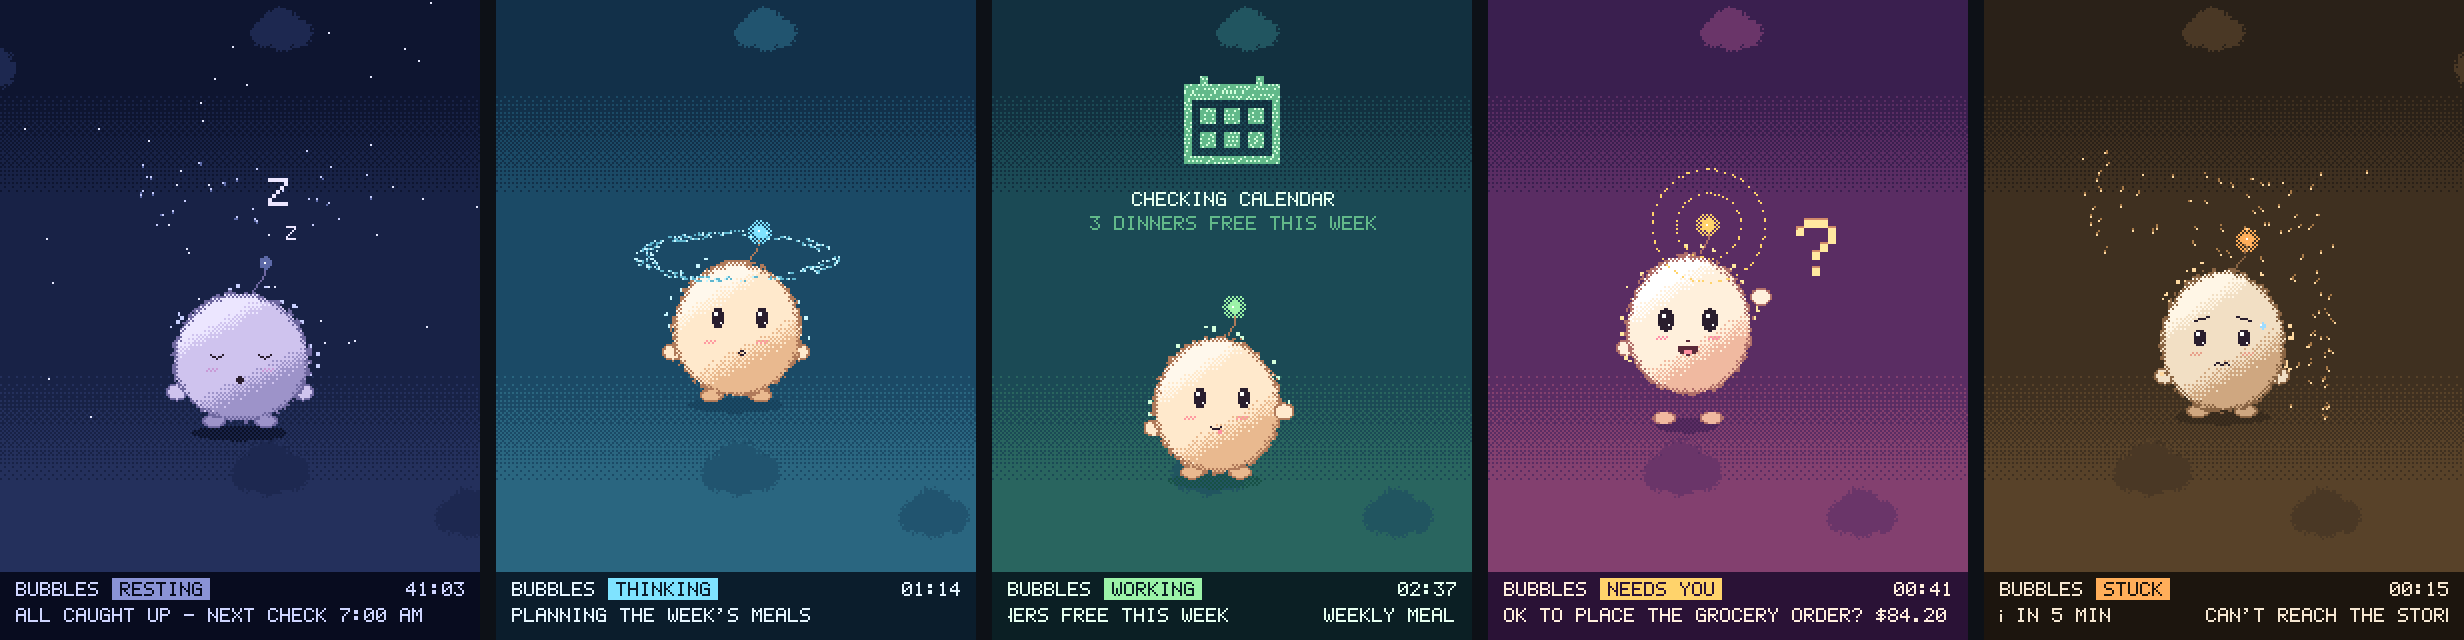 Z
z
BUBBLES RESTING 41:03
ALL CAUGHT UP - NEXT CHECK 7:00 AM
BUBBLES THINKING 01:14
PLANNING THE WEEK'S MEALS
CHECKING CALENDAR
3 DINNERS FREE THIS WEEK
BUBBLES WORKING 02:37
ERS FREE THIS WEEK WEEKLY MEAL
?
BUBBLES NEEDS YOU 00:41
OK TO PLACE THE GROCERY ORDER? $84.20
BUBBLES STUCK 00:15
IN 5 MIN CAN'T REACH THE STOR